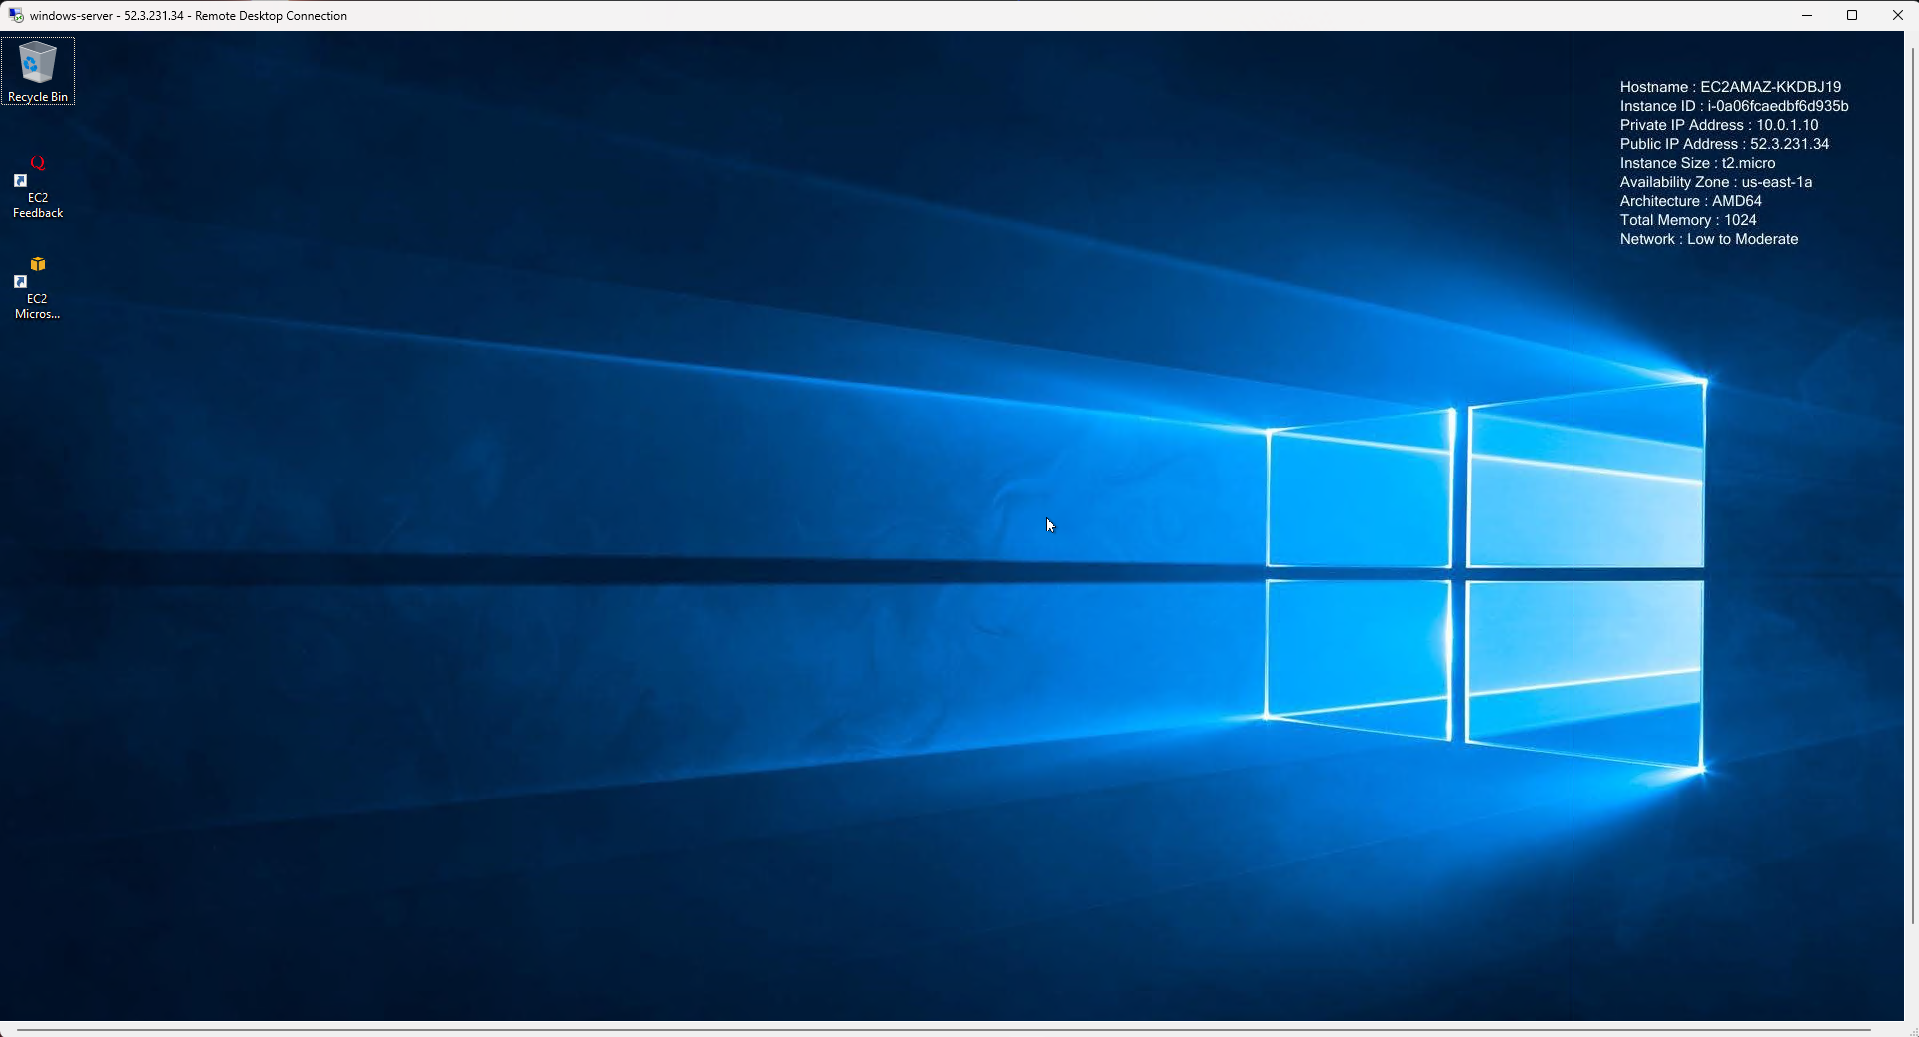 windows-server - 52.3.231.34 - Remote Desktop Connection
Recycle Bin
EC2
Feedback
EC2
Micros...
Hostname : EC2AMAZ-KKDBJ19
Instance ID : i-0a06fcaedbf6d935b
Private IP Address : 10.0.1.10
Public IP Address : 52.3.231.34
Instance Size : t2.micro
Availability Zone : us-east-1a
Architecture : AMD64
Total Memory : 1024
Network : Low to Moderate